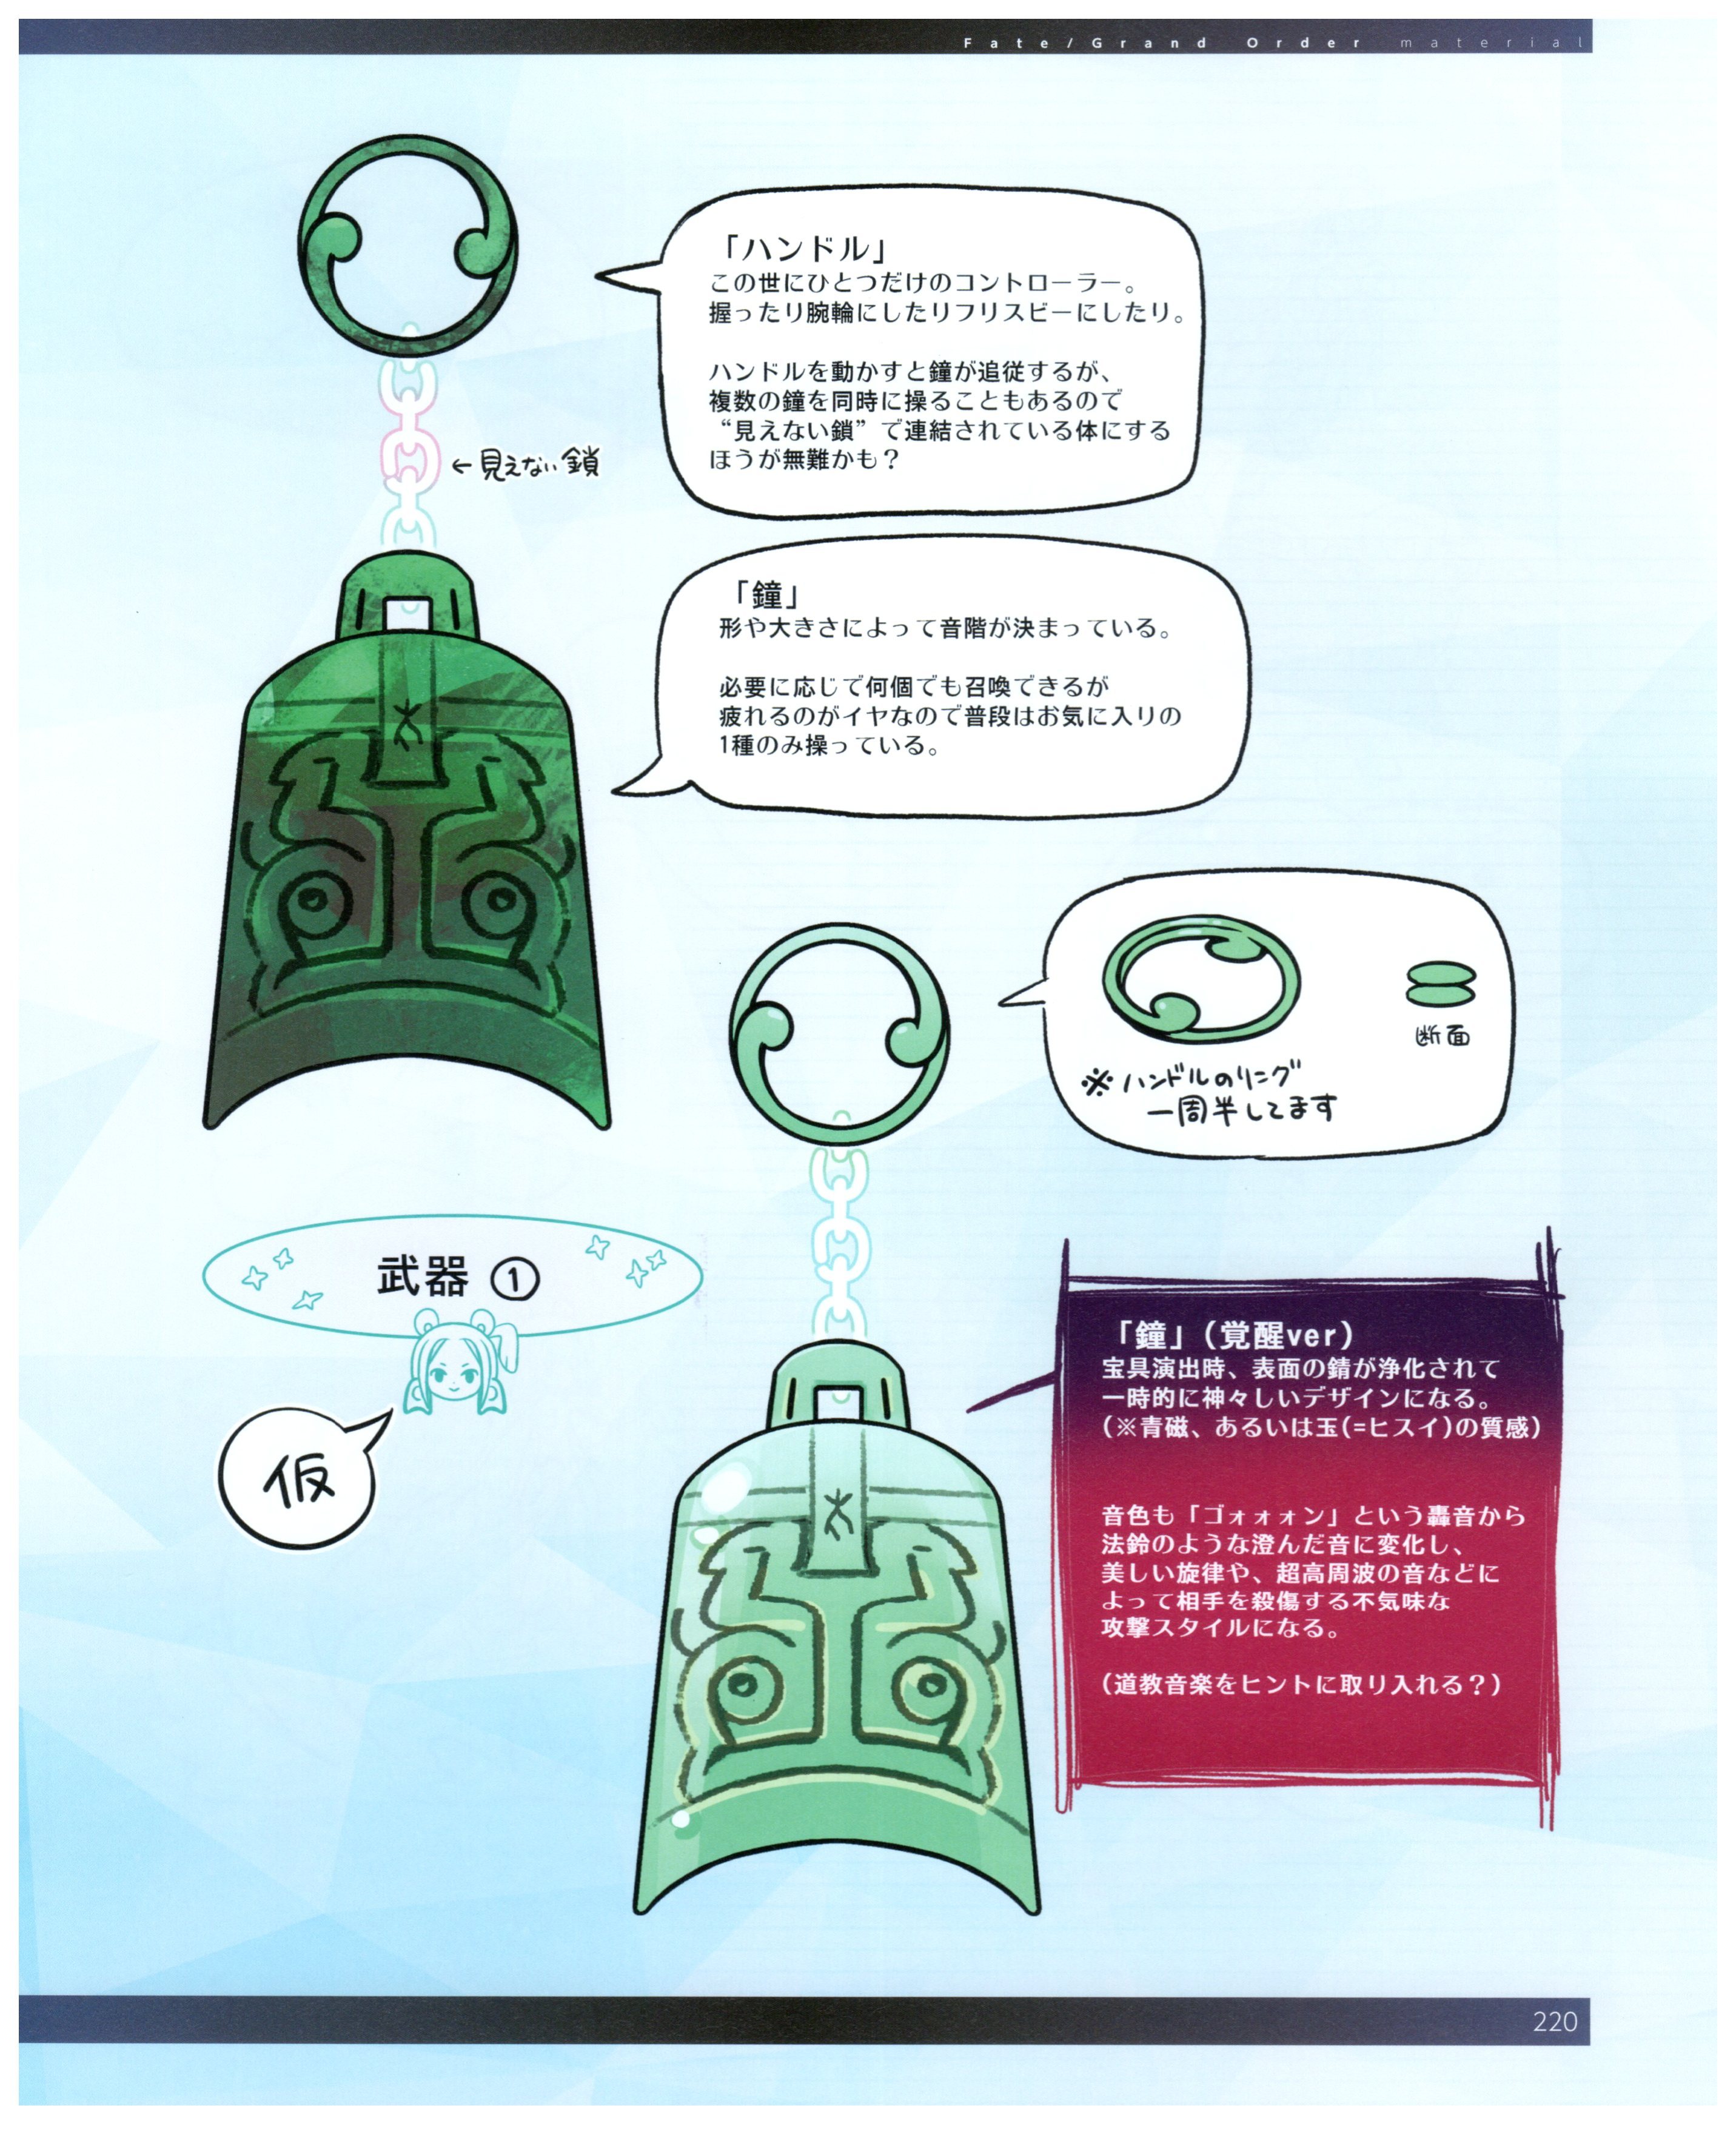 Fate/Grand Order material
「ハンドル」
この世にひとつだけのコントローラー。
握ったり腕輪にしたりフリスビーにしたり。
ハンドルを動かすと鐘が追従するが、
複数の鐘を同時に操ることもあるので
“見えない鎖”で連結されている体にする
ほうが無難かも？
←見えない鎖
「鐘」
形や大きさによって音階が決まっている。
必要に応じで何個でも召喚できるが
疲れるのがイヤなので普段はお気に入りの
1種のみ操っている。
断面
※ハンドルのリング
一周半してます
武器 ①
仮
「鐘」（覚醒ver）
宝具演出時、表面の錆が浄化されて
一時的に神々しいデザインになる。
（※青磁、あるいは玉(=ヒスイ)の質感）
音色も「ゴォォォン」という轟音から
法鈴のような澄んだ音に変化し、
美しい旋律や、超高周波の音などに
よって相手を殺傷する不気味な
攻撃スタイルになる。
（道教音楽をヒントに取り入れる？）
220